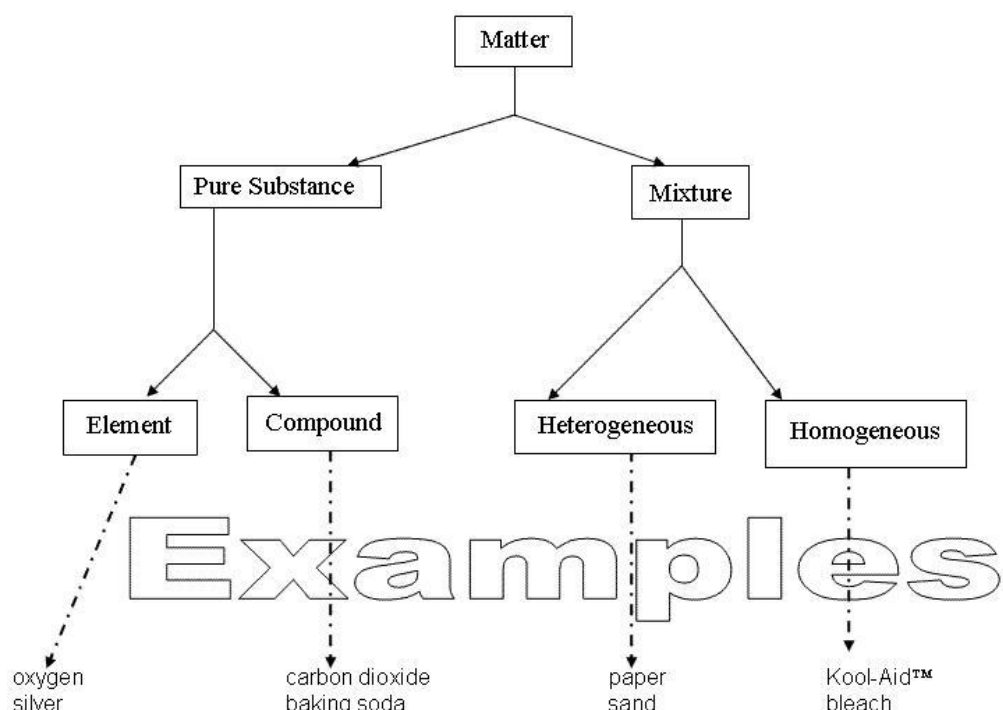 Matter
Pure Substance
Mixture
Element
Compound
Heterogeneous
Homogeneous
Examples
oxygen
silver
carbon dioxide
baking soda
paper
sand
Kool-Aid™
bleach